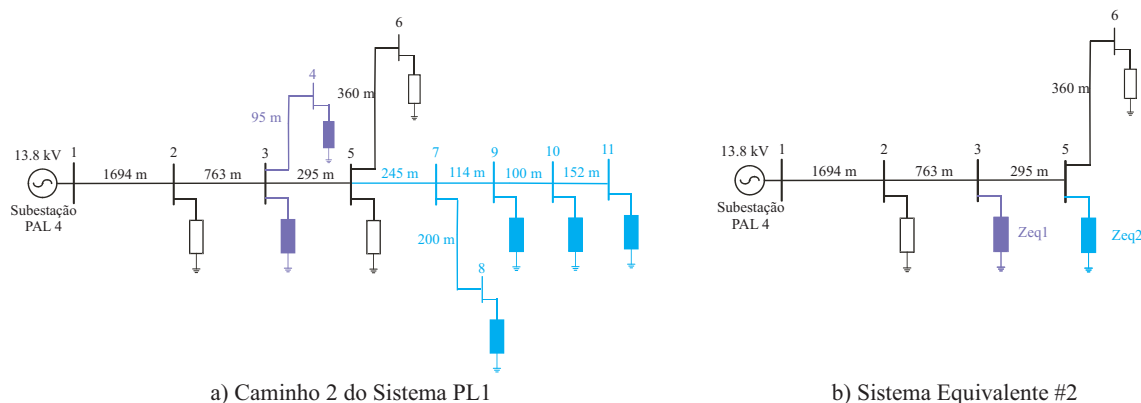 6
4
360 m
95 m
13.8 kV
1
2
3
5
7
9
10
11
1694 m
763 m
295 m
245 m
114 m
100 m
152 m
Subestação
PAL 4
200 m
8
a) Caminho 2 do Sistema PL1
6
360 m
13.8 kV
1
2
3
5
1694 m
763 m
295 m
Subestação
PAL 4
Zeq1
Zeq2
b) Sistema Equivalente #2